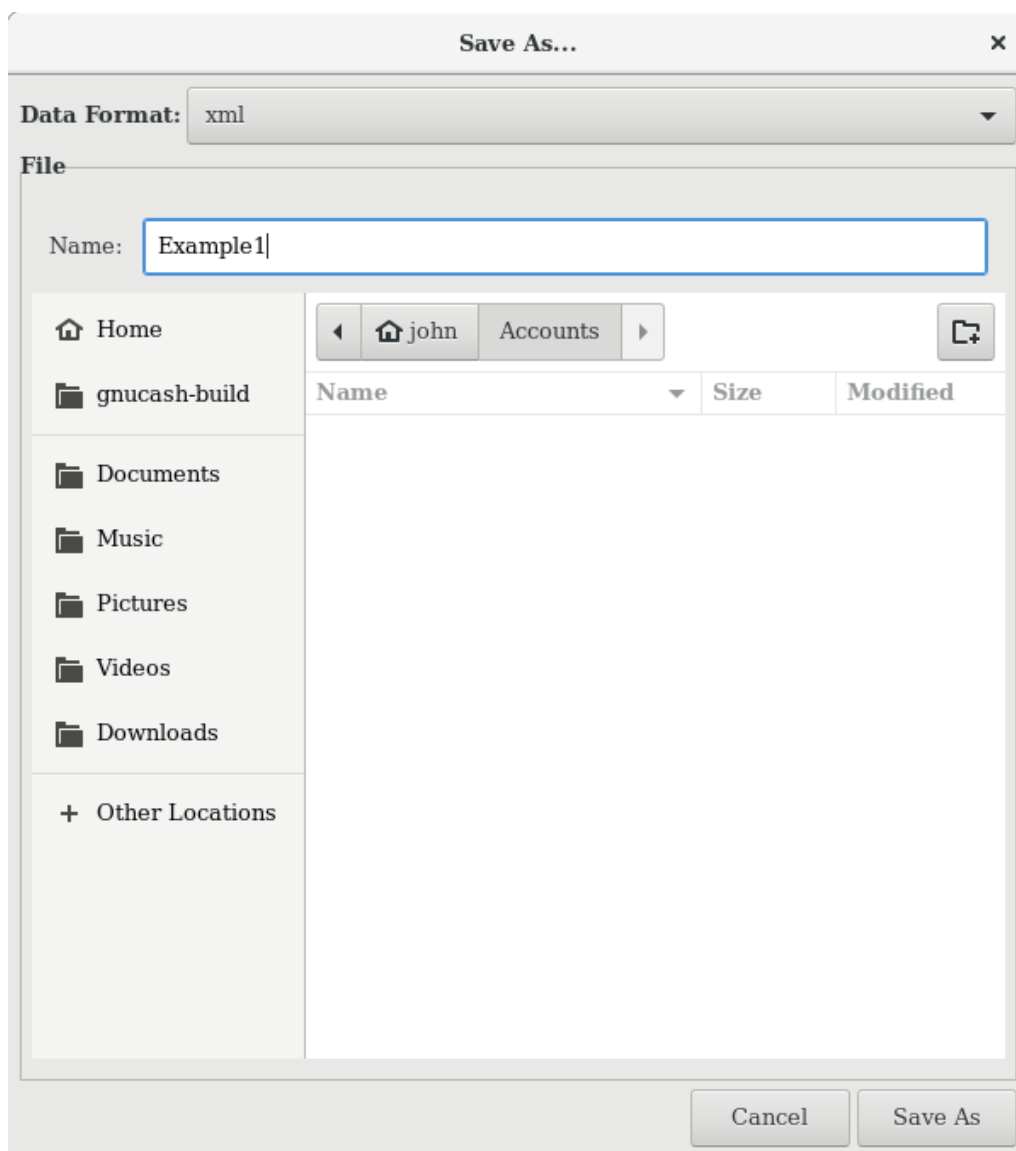 Save As...
Data Format: xml
File
Name: Example1
Home
gnucash-build
Documents
Music
Pictures
Videos
Downloads
Other Locations
john Accounts
Name Size Modified
Cancel Save As